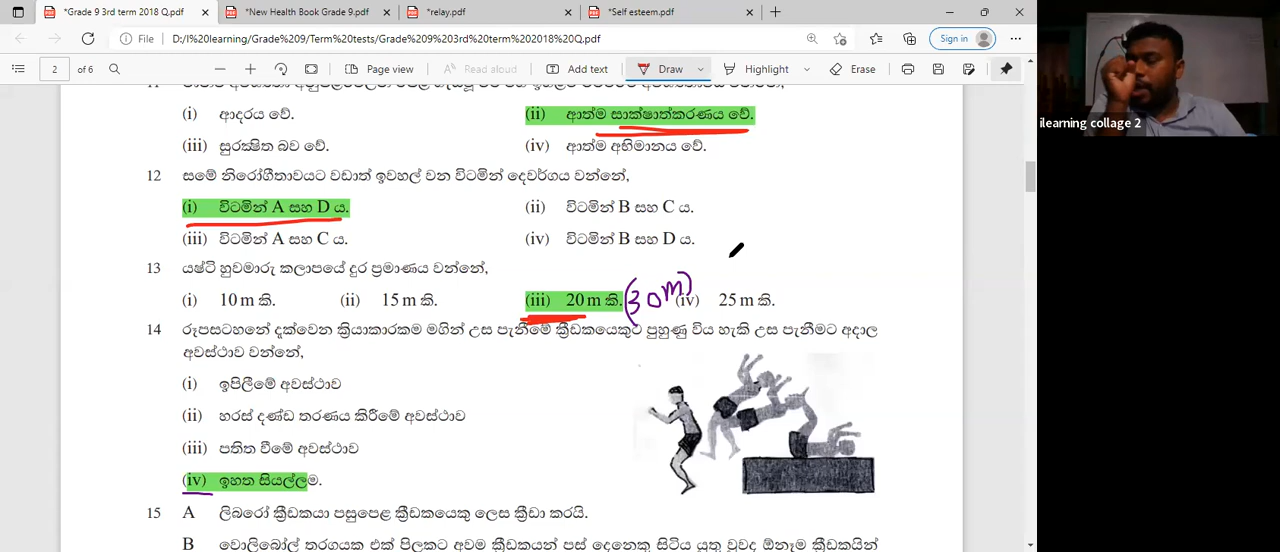 *Grade 9 3rd term 2018 Q.pdf
*New Health Book Grade 9.pdf
*relay.pdf
*Self esteem.pdf
File
D:/I%20learning/Grade%209/Term%20tests/Grade%209%203rd%20term%202018%20Q.pdf
Sign in
2 of 6
Page view
Read aloud
Add text
Draw
Highlight
Erase
ilearning collage 2
(i) ආදරය වේ. (ii) ආත්ම සාක්ෂාත්කරණය වේ.
(iii) සුරක්‍ෂිත බව වේ. (iv) ආත්ම අභිමානය වේ.
12 සමේ නිරෝගීතාවයට වඩාත් ඉවහල් වන විටමින් දෙවර්ගය වන්නේ,
(i) විටමින් A සහ D ය. (ii) විටමින් B සහ C ය.
(iii) විටමින් A සහ C ය. (iv) විටමින් B සහ D ය.
13 යෂ්ටි හුවමාරු කලාපයේ දුර ප්‍රමාණය වන්නේ,
(i) 10 m කි. (ii) 15 m කි. (iii) 20 m කි. (30m) (iv) 25 m කි.
14 රූපසටහනේ දැක්වෙන ක්‍රියාකාරකම මගින් උස පැනීමේ ක්‍රීඩකයෙකුට පුහුණු විය හැකි උස පැනීමට අදාල
අවස්ථාව වන්නේ,
(i) ඉපිලීමේ අවස්ථාව
(ii) හරස් දණ්ඩ තරණය කිරීමේ අවස්ථාව
(iii) පතිත වීමේ අවස්ථාව
(iv) ඉහත සියල්ලම.
15 A ලිබරෝ ක්‍රීඩකයා පසුපෙළ ක්‍රීඩකයෙකු ලෙස ක්‍රීඩා කරයි.
B වොලිබෝල් තරගයක එක් පිලකට අවම ක්‍රීඩකයන් පස් දෙනෙකු සිටිය යුතු වුවද ඕනෑම ක්‍රීඩකයින්